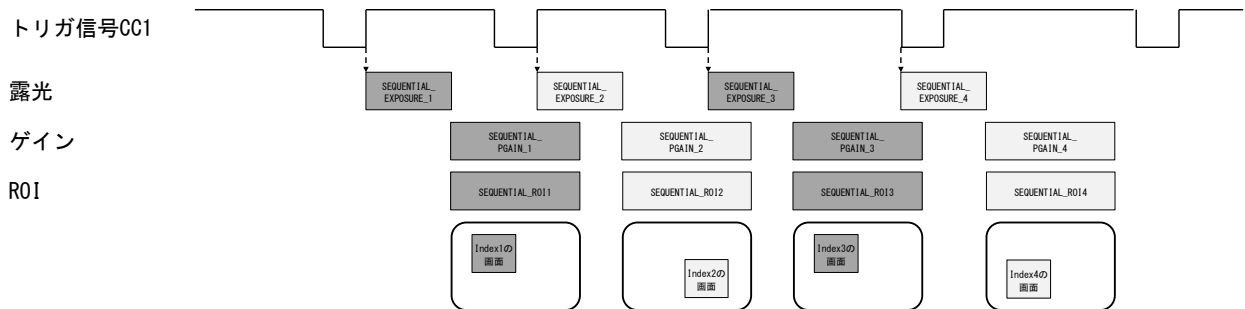 トリガ信号CC1
露光
SEQUENTIAL_
EXPOSURE_1
SEQUENTIAL_
EXPOSURE_2
SEQUENTIAL_
EXPOSURE_3
SEQUENTIAL_
EXPOSURE_4
ゲイン
SEQUENTIAL_
PGAIN_1
SEQUENTIAL_
PGAIN_2
SEQUENTIAL_
PGAIN_3
SEQUENTIAL_
PGAIN_4
ROI
SEQUENTIAL_ROI1
SEQUENTIAL_ROI2
SEQUENTIAL_ROI3
SEQUENTIAL_ROI4
Index1の
画面
Index2の
画面
Index3の
画面
Index4の
画面